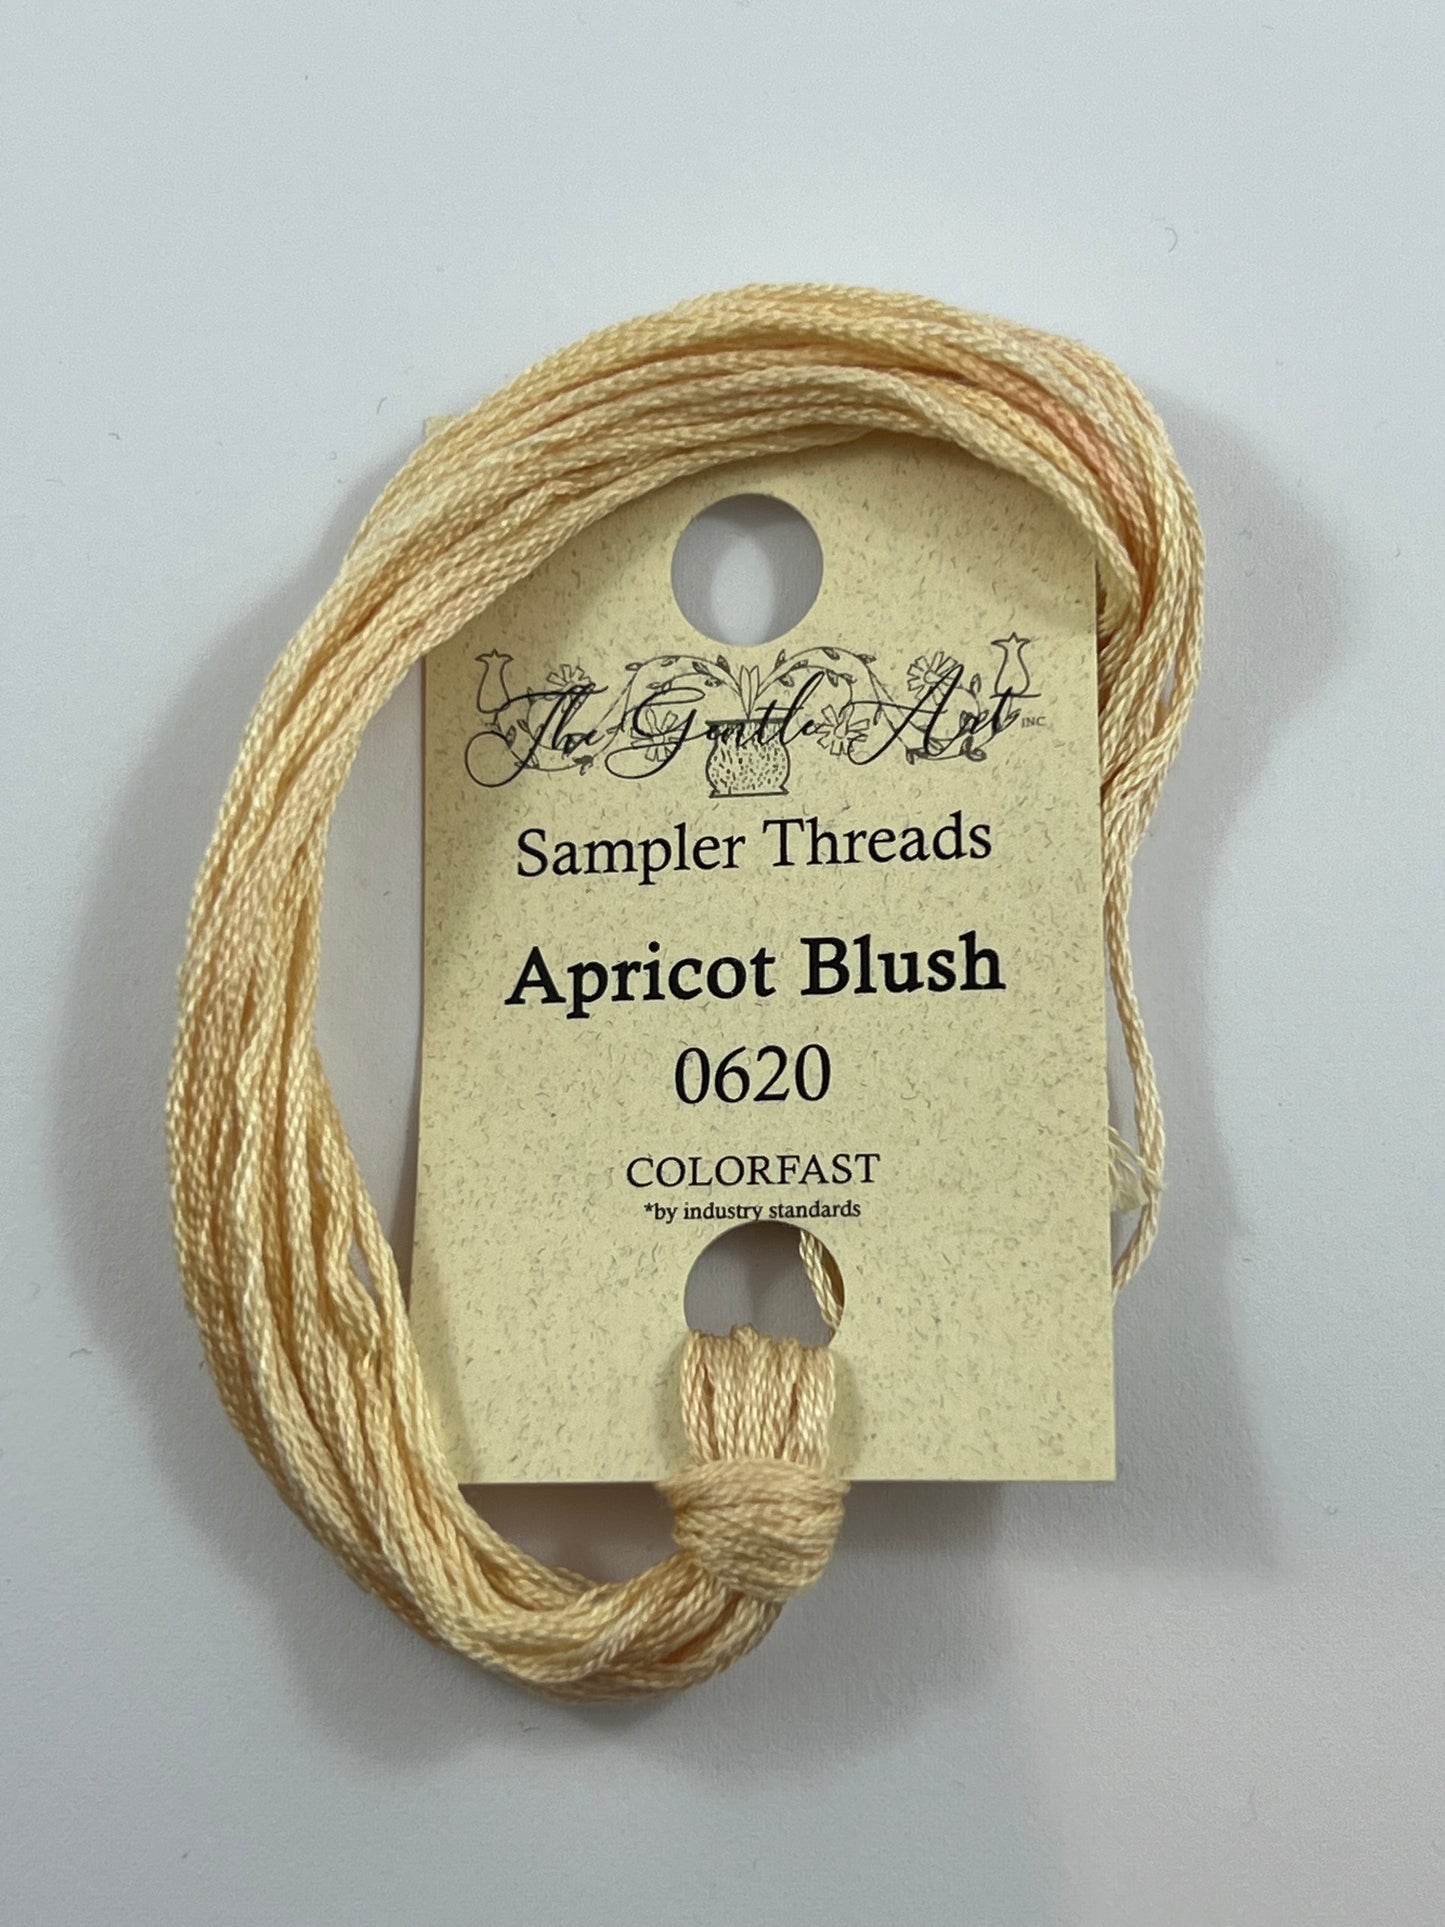 The Gentle Art INC
Sampler Threads
Apricot Blush
0620
COLORFAST
*by industry standards